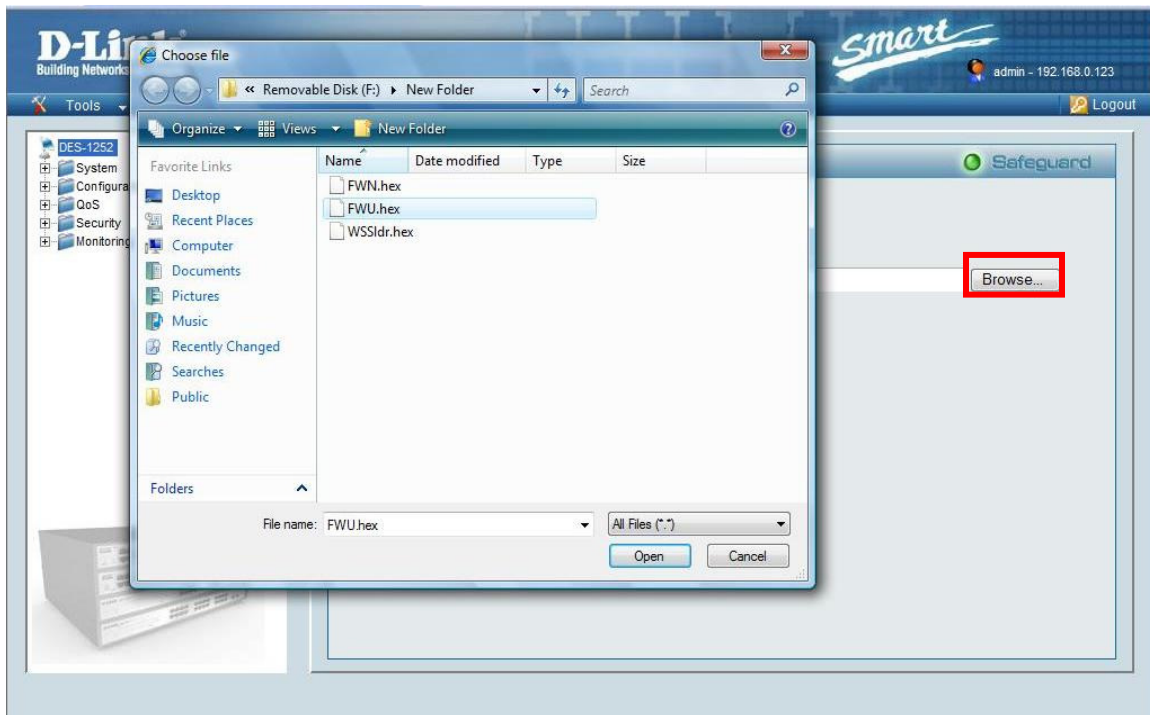 D-Li
Building Networks
smart
admin - 192.168.0.123
Tools
Logout
Choose file
« Removable Disk (F:) New Folder
Search
Organize Views New Folder
Favorite Links
Desktop
Recent Places
Computer
Documents
Pictures
Music
Recently Changed
Searches
Public
Folders
Name Date modified Type Size
FWN.hex
FWU.hex
WSSldr.hex
File name: FWU.hex
All Files (*.*)
Open Cancel
DES-1252
System
Configura
QoS
Security
Monitoring
Safeguard
Browse...